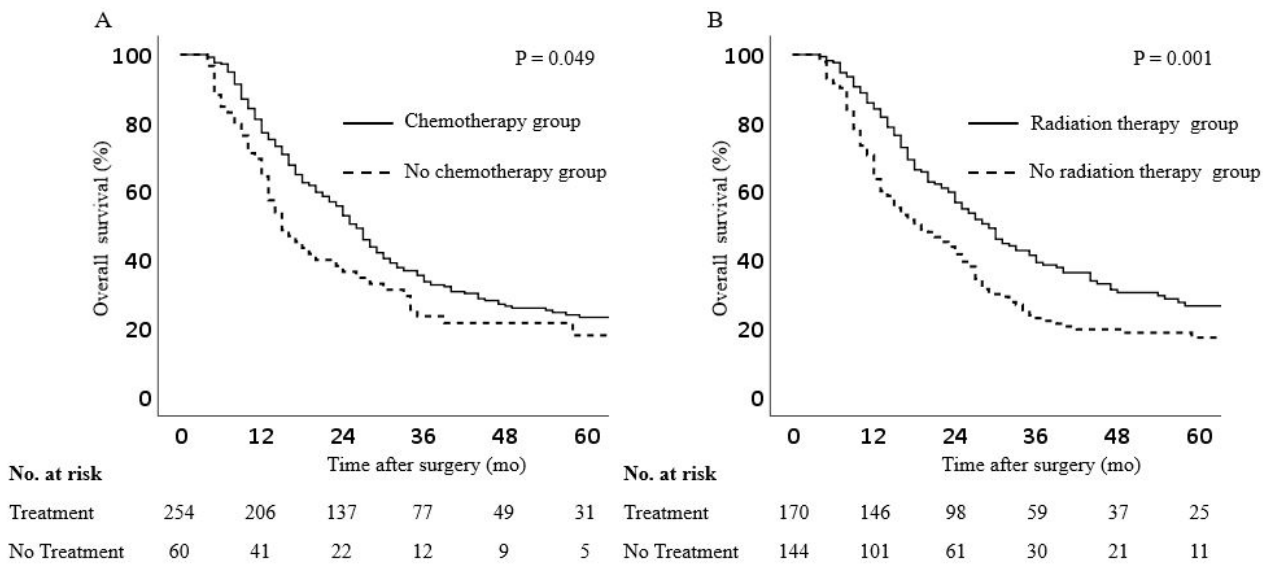 A
P = 0.049
Chemotherapy group
No chemotherapy group
Overall survival (%)
100
80
60
40
20
0
0 12 24 36 48 60
Time after surgery (mo)
No. at risk
Treatment 254 206 137 77 49 31
No Treatment 60 41 22 12 9 5
B
P = 0.001
Radiation therapy group
No radiation therapy group
Overall survival (%)
100
80
60
40
20
0
0 12 24 36 48 60
Time after surgery (mo)
No. at risk
Treatment 170 146 98 59 37 25
No Treatment 144 101 61 30 21 11